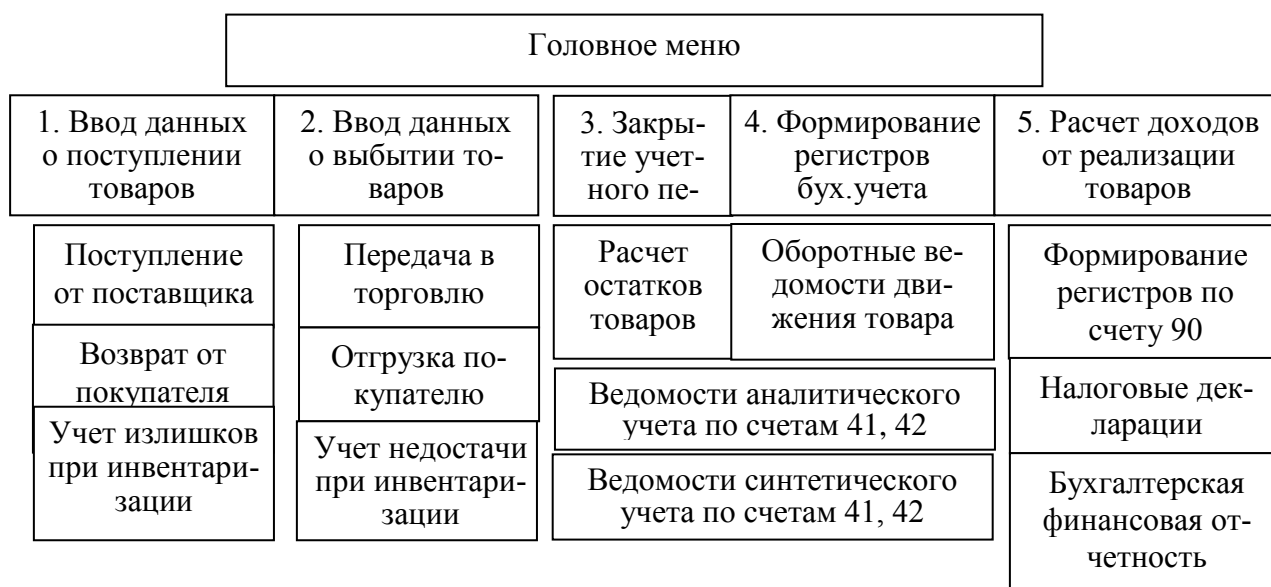 Головное меню
1. Ввод данных
о поступлении
товаров
2. Ввод данных
о выбытии то-
варов
3. Закры-
тие учет-
ного пе-
4. Формирование
регистров
бух.учета
5. Расчет доходов
от реализации
товаров
Поступление
от поставщика
Возврат от
покупателя
Учет излишков
при инвентари-
зации
Передача в
торговлю
Отгрузка по-
купателю
Учет недостачи
при инвентари-
зации
Расчет
остатков
товаров
Оборотные ве-
домости дви-
жения товара
Ведомости аналитического
учета по счетам 41, 42
Ведомости синтетического
учета по счетам 41, 42
Формирование
регистров по
счету 90
Налоговые дек-
ларации
Бухгалтерская
финансовая от-
четность